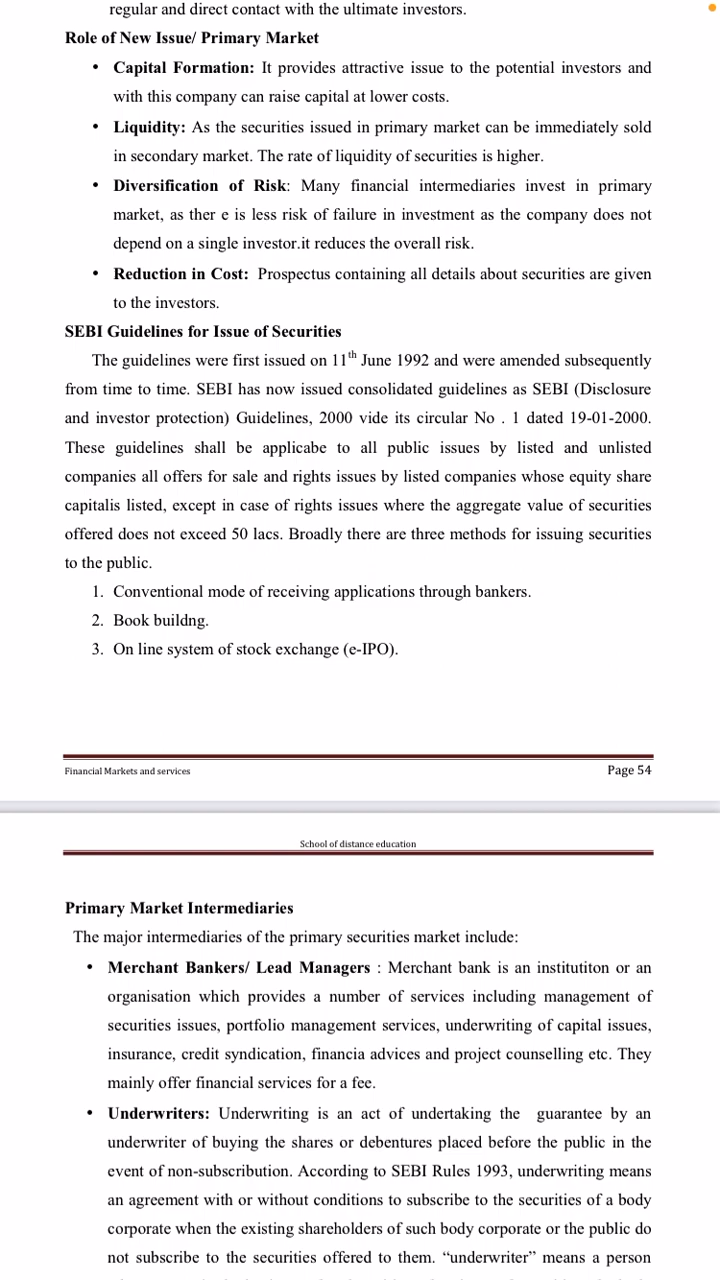 regular and direct contact with the ultimate investors.
Role of New Issue/ Primary Market
• Capital Formation: It provides attractive issue to the potential investors and
with this company can raise capital at lower costs.
• Liquidity: As the securities issued in primary market can be immediately sold
in secondary market. The rate of liquidity of securities is higher.
• Diversification of Risk: Many financial intermediaries invest in primary
market, as ther e is less risk of failure in investment as the company does not
depend on a single investor.it reduces the overall risk.
• Reduction in Cost: Prospectus containing all details about securities are given
to the investors.
SEBI Guidelines for Issue of Securities
The guidelines were first issued on 11th June 1992 and were amended subsequently
from time to time. SEBI has now issued consolidated guidelines as SEBI (Disclosure
and investor protection) Guidelines, 2000 vide its circular No . 1 dated 19-01-2000.
These guidelines shall be applicabe to all public issues by listed and unlisted
companies all offers for sale and rights issues by listed companies whose equity share
capitalis listed, except in case of rights issues where the aggregate value of securities
offered does not exceed 50 lacs. Broadly there are three methods for issuing securities
to the public.
1. Conventional mode of receiving applications through bankers.
2. Book buildng.
3. On line system of stock exchange (e-IPO).
Financial Markets and services Page 54
School of distance education
Primary Market Intermediaries
The major intermediaries of the primary securities market include:
• Merchant Bankers/ Lead Managers : Merchant bank is an institutiton or an
organisation which provides a number of services including management of
securities issues, portfolio management services, underwriting of capital issues,
insurance, credit syndication, financia advices and project counselling etc. They
mainly offer financial services for a fee.
• Underwriters: Underwriting is an act of undertaking the guarantee by an
underwriter of buying the shares or debentures placed before the public in the
event of non-subscription. According to SEBI Rules 1993, underwriting means
an agreement with or without conditions to subscribe to the securities of a body
corporate when the existing shareholders of such body corporate or the public do
not subscribe to the securities offered to them. “underwriter” means a person